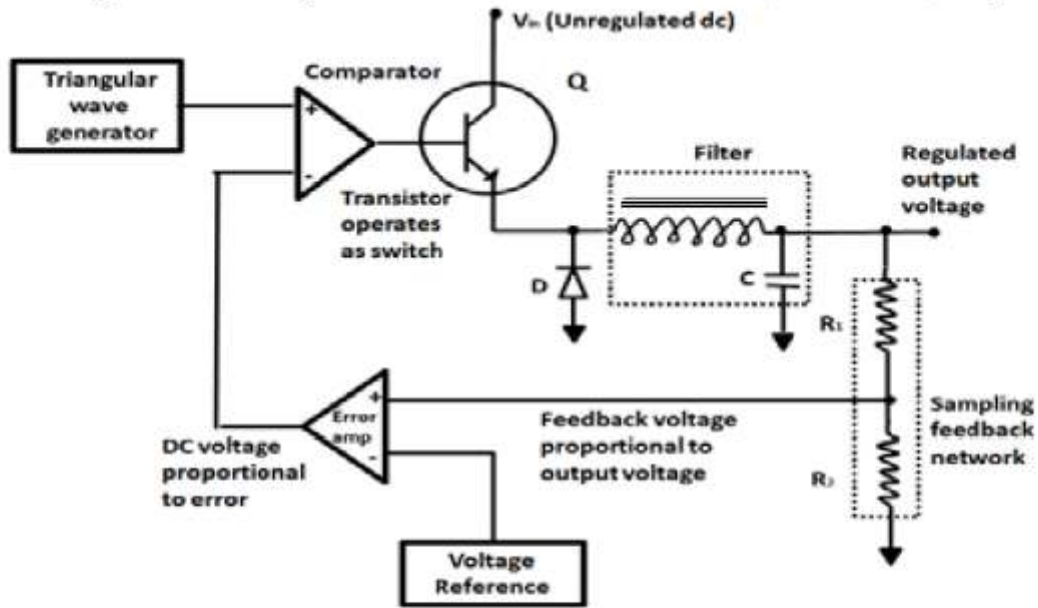 Vin (Unregulated dc)
Triangular
wave
generator
Comparator
+
-
Q
Transistor
operates
as switch
Filter
Regulated
output
voltage
D
C
R1
R2
Sampling
feedback
network
Error
amp
+
-
DC voltage
proportional
to error
Feedback voltage
proportional to
output voltage
Voltage
Reference